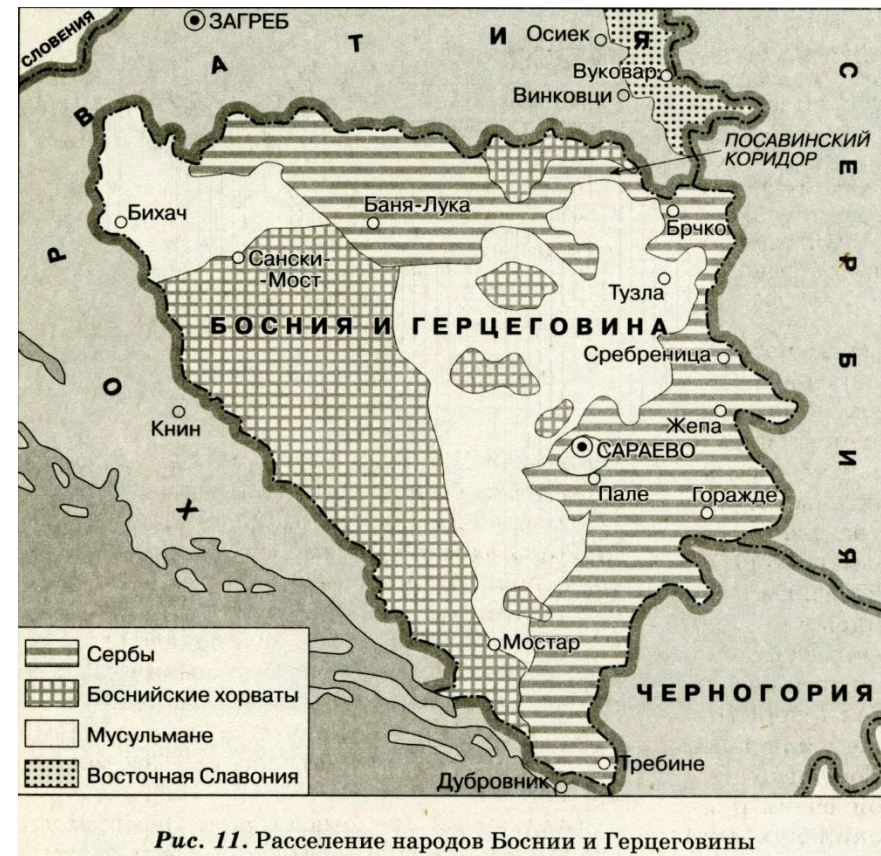 СЛОВЕНИЯ
ЗАГРЕБ
ХОРВАТИЯ
Осиек
Вуковар
Винковци
СЕРБИЯ
ПОСАВИНСКИЙ
КОРИДОР
Бихач
Баня-Лука
Брчко
Сански-
-Мост
Тузла
БОСНИЯ И ГЕРЦЕГОВИНА
Сребреница
Книн
Жепа
САРАЕВО
Пале
Горажде
Мостар
ЧЕРНОГОРИЯ
Требине
Дубровник
Сербы
Боснийские хорваты
Мусульмане
Восточная Славония
Рис. 11. Расселение народов Боснии и Герцеговины